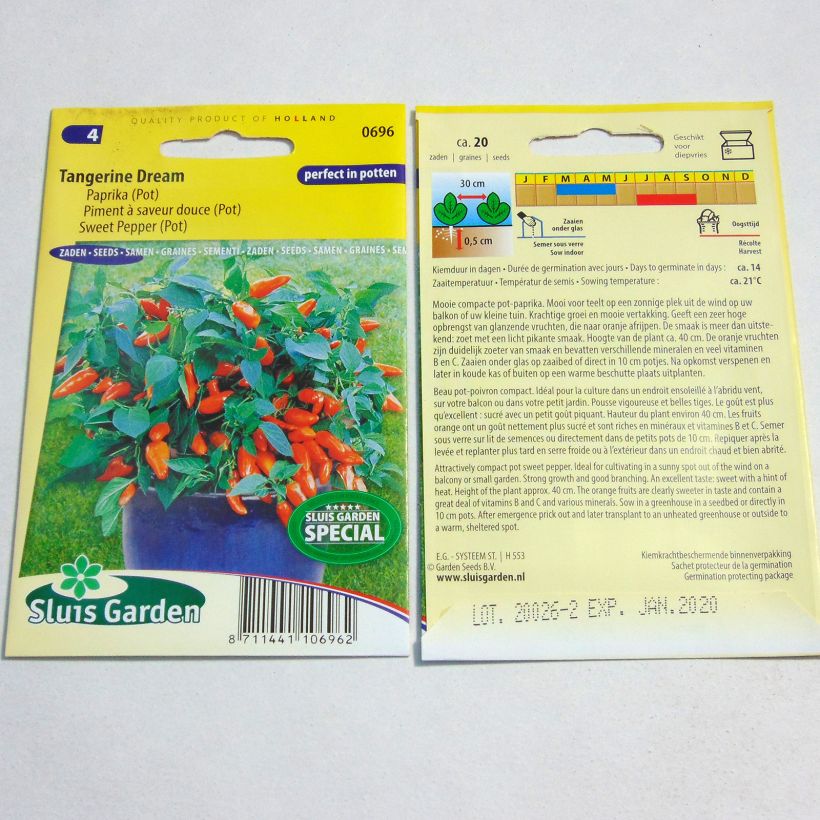 QUALITY PRODUCT OF HOLLAND
4
0696
Tangerine Dream
perfect in potten
Paprika (Pot)
Piment à saveur douce (Pot)
Sweet Pepper (Pot)
ZADEN - SEEDS - SAMEN - GRAINES - SEMENTI - ZADEN - SEEDS - SAMEN - GRAINES - SEM
SLUIS GARDEN
SPECIAL
Sluis Garden
8 711441 106962
ca. 20
zaden | graines | seeds
Geschikt
voor
diepvries
J F M A M J J A S O N D
30 cm
0,5 cm
Zaaien
onder glas
Semer sous verre
Sow indoor
Oogsttijd
Récolte
Harvest
Kiemduur in dagen • Durée de germination avec jours • Days to germinate in days : ca. 14
Zaaitemperatuur • Températur de semis • Sowing temperature : ca. 21°C
Mooie compacte pot-paprika. Mooi voor teelt op een zonnige plek uit de wind op uw
balkon of uw kleine tuin. Krachtige groei en mooie vertakking. Geeft een zeer hoge
opbrengst van glanzende vruchten, die naar oranje afrijpen. De smaak is meer dan uitste-
kend: zoet met een licht pikante smaak. Hoogte van de plant ca. 40 cm. De oranje vruchten
zijn duidelijk zoeter van smaak en bevatten verschillende mineralen en veel vitaminen
B en C. Zaaien onder glas op zaaibed of direct in 10 cm potjes. Na opkomst verspenen en
later in koude kas of buiten op een warme beschutte plaats uitplanten.
Beau pot-poivron compact. Idéal pour la culture dans un endroit ensoleillé à l'abridu vent,
sur votre balcon ou dans votre petit jardin. Pousse vigoureuse et belles tiges. Le goût est plus
qu'excellent : sucré avec un petit goût piquant. Hauteur du plant environ 40 cm. Les fruits
orange ont un goût nettement plus sucré et sont riches en minéraux et vitamines B et C. Semer
sous verre sur lit de semences ou directement dans de petits pots de 10 cm. Repiquer après la
levée et replanter plus tard en serre froide ou à l'extérieure dans un endroit chaud et bien abrité.
Attractively compact pot sweet pepper. Ideal for cultivating in a sunny spot out of the wind on a
balcony or small garden. Strong growth and good branching. An excellent taste: sweet with a hint of
heat. Height of the plant approx. 40 cm. The orange fruits are clearly sweeter in taste and contain a
great deal of vitamins B and C and various minerals. Sow in a greenhouse in a seedbed or directly in
10 cm pots. After emergence prick out and later transplant to an unheated greenhouse or outside to
a warm, sheltered spot.
E.G. - SYSTEEM ST. | H 553
© Garden Seeds B.V.
www.sluisgarden.nl
Kiemkrachtbeschermende binnenverpakking
Sachet protecteur de la germination
Germination protecting package
LOT. 20026-2 EXP. JAN.2020